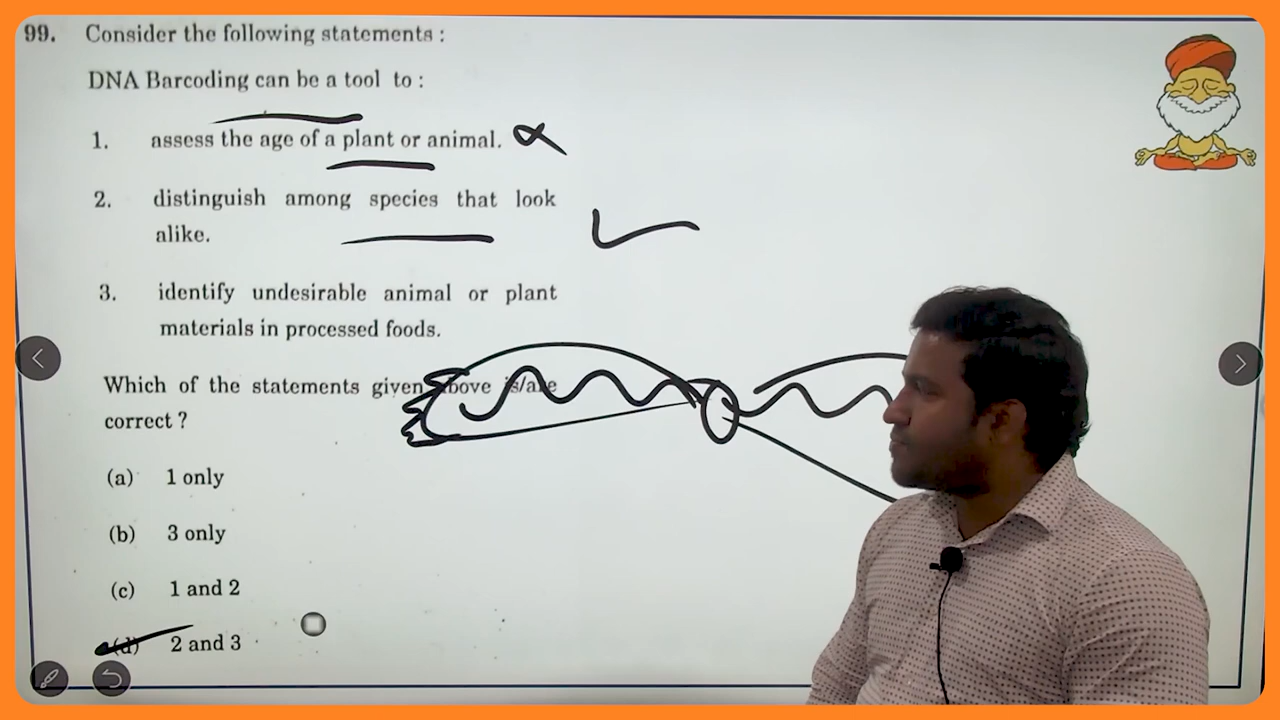 99. Consider the following statements :
DNA Barcoding can be a tool to :
1. assess the age of a plant or animal.
2. distinguish among species that look
alike.
3. identify undesirable animal or plant
materials in processed foods.
Which of the statements given above is/are
correct ?
(a) 1 only
(b) 3 only
(c) 1 and 2
(d) 2 and 3